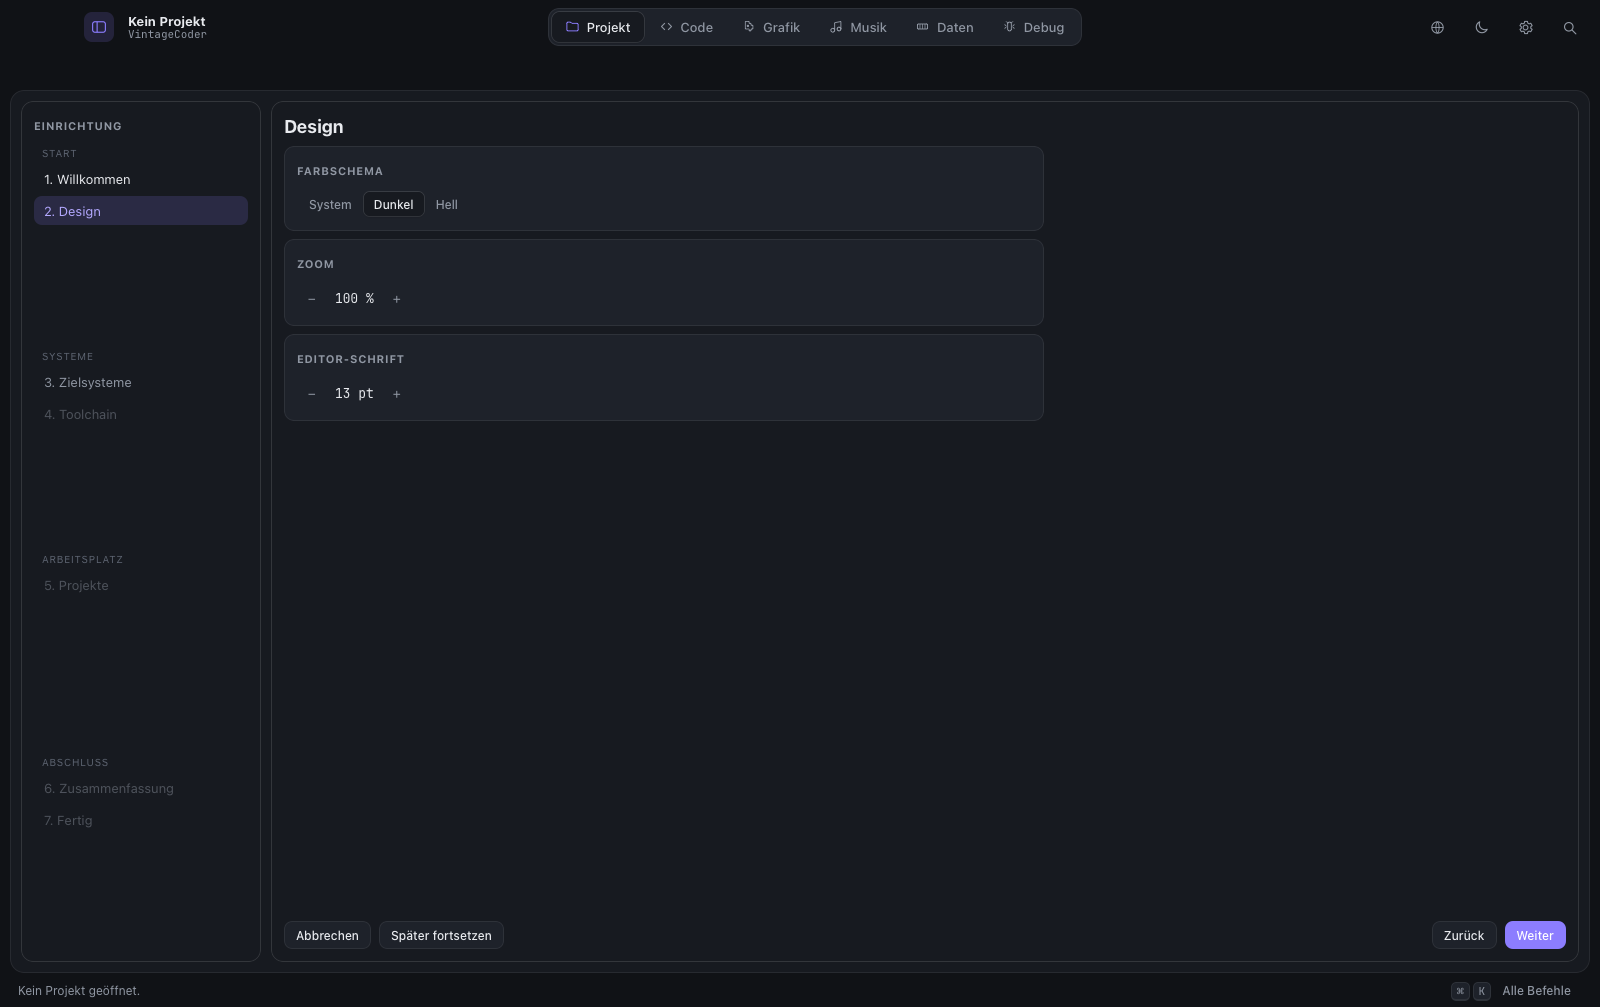 Kein Projekt
VintageCoder
Projekt
Code
Grafik
Musik
Daten
Debug
EINRICHTUNG
START
1. Willkommen
2. Design
SYSTEME
3. Zielsysteme
4. Toolchain
ARBEITSPLATZ
5. Projekte
ABSCHLUSS
6. Zusammenfassung
7. Fertig
Design
FARBSCHEMA
System Dunkel Hell
ZOOM
− 100 % +
EDITOR-SCHRIFT
− 13 pt +
Abbrechen
Später fortsetzen
Zurück
Weiter
Kein Projekt geöffnet.
⌘ K Alle Befehle